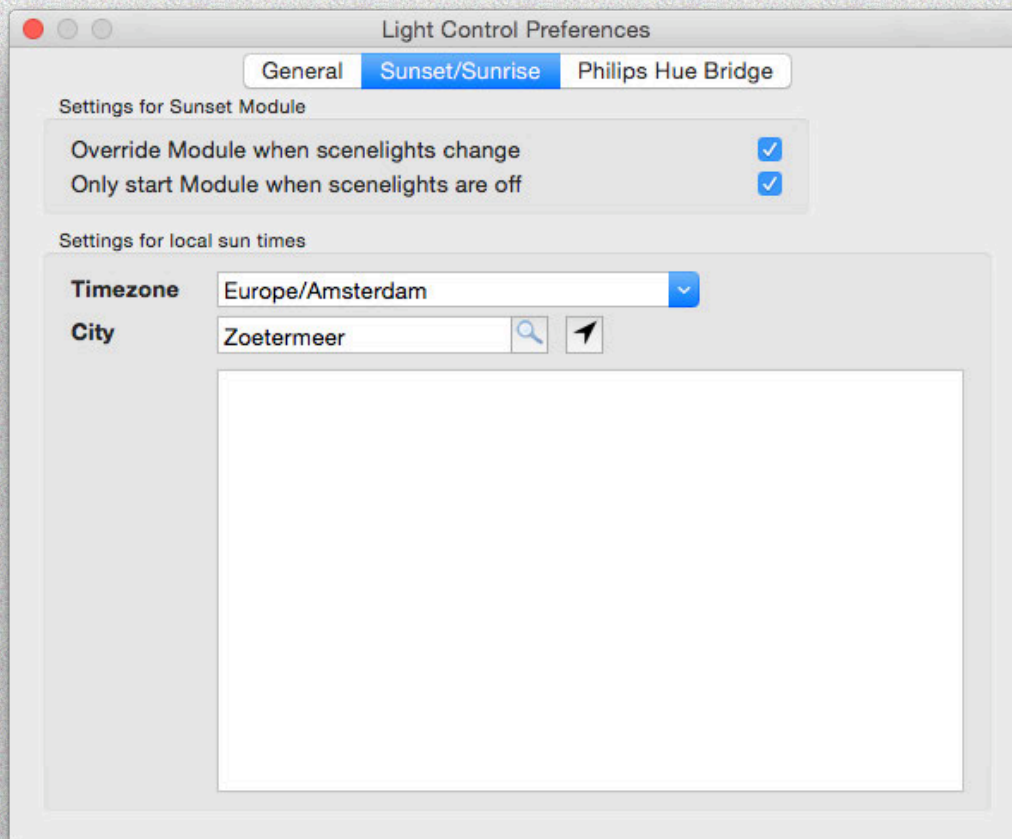 Light Control Preferences
General Sunset/Sunrise Philips Hue Bridge
Settings for Sunset Module
Override Module when scenelights change
Only start Module when scenelights are off
Settings for local sun times
Timezone Europe/Amsterdam
City Zoetermeer